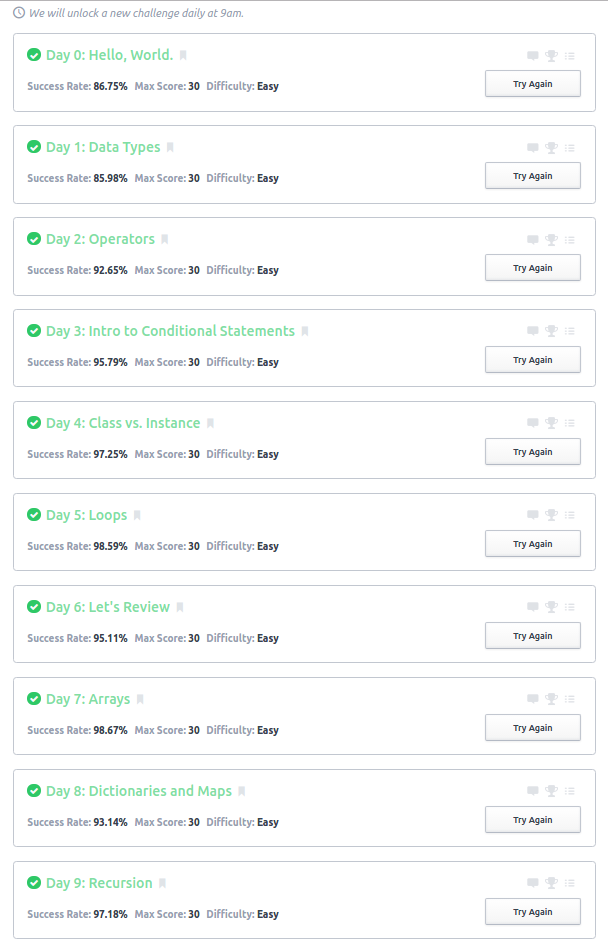 We will unlock a new challenge daily at 9am.
Day 0: Hello, World.
Success Rate: 86.75% Max Score: 30 Difficulty: Easy
Try Again
Day 1: Data Types
Success Rate: 85.98% Max Score: 30 Difficulty: Easy
Try Again
Day 2: Operators
Success Rate: 92.65% Max Score: 30 Difficulty: Easy
Try Again
Day 3: Intro to Conditional Statements
Success Rate: 95.79% Max Score: 30 Difficulty: Easy
Try Again
Day 4: Class vs. Instance
Success Rate: 97.25% Max Score: 30 Difficulty: Easy
Try Again
Day 5: Loops
Success Rate: 98.59% Max Score: 30 Difficulty: Easy
Try Again
Day 6: Let's Review
Success Rate: 95.11% Max Score: 30 Difficulty: Easy
Try Again
Day 7: Arrays
Success Rate: 98.67% Max Score: 30 Difficulty: Easy
Try Again
Day 8: Dictionaries and Maps
Success Rate: 93.14% Max Score: 30 Difficulty: Easy
Try Again
Day 9: Recursion
Success Rate: 97.18% Max Score: 30 Difficulty: Easy
Try Again